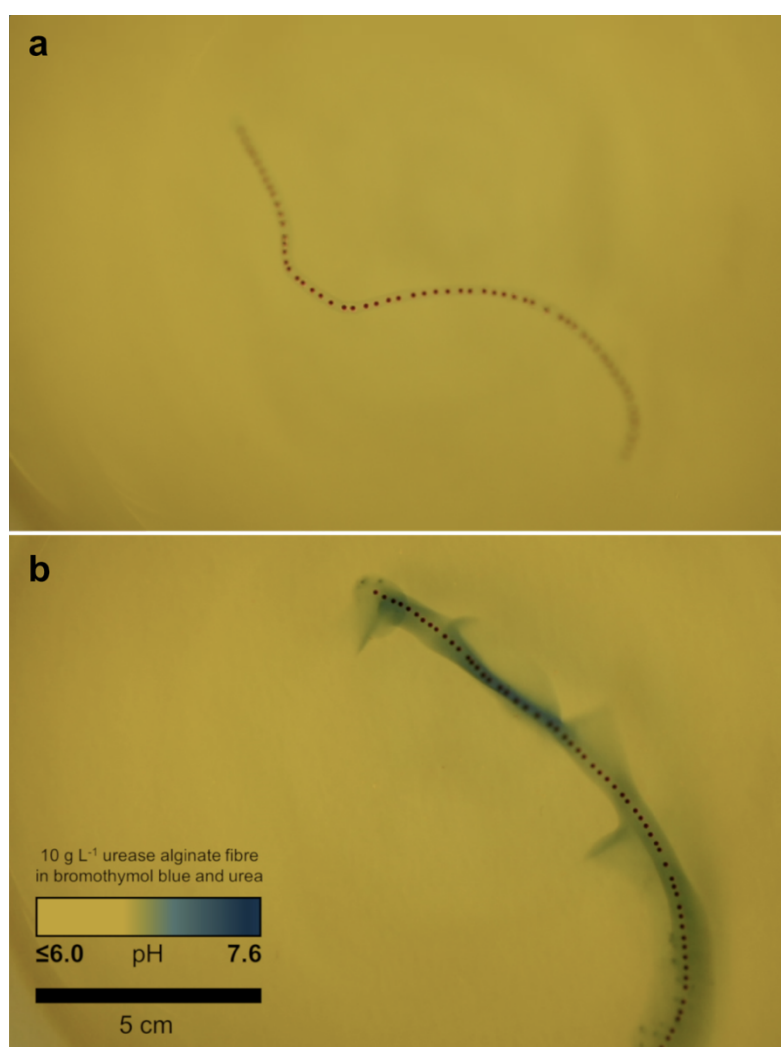 a
b
10 g L⁻¹ urease alginate fibre
in bromothymol blue and urea
≤6.0 pH 7.6
5 cm